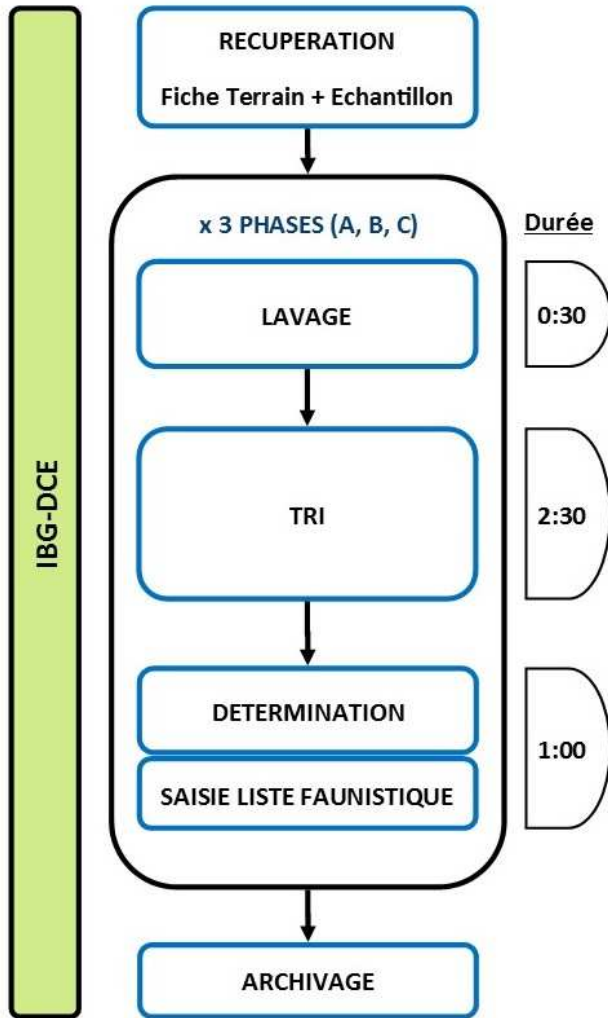 RECUPERATION
Fiche Terrain + Echantillon
x 3 PHASES (A, B, C)
Durée
LAVAGE
0:30
TRI
2:30
DETERMINATION
SAISIE LISTE FAUNISTIQUE
1:00
ARCHIVAGE
IBG-DCE